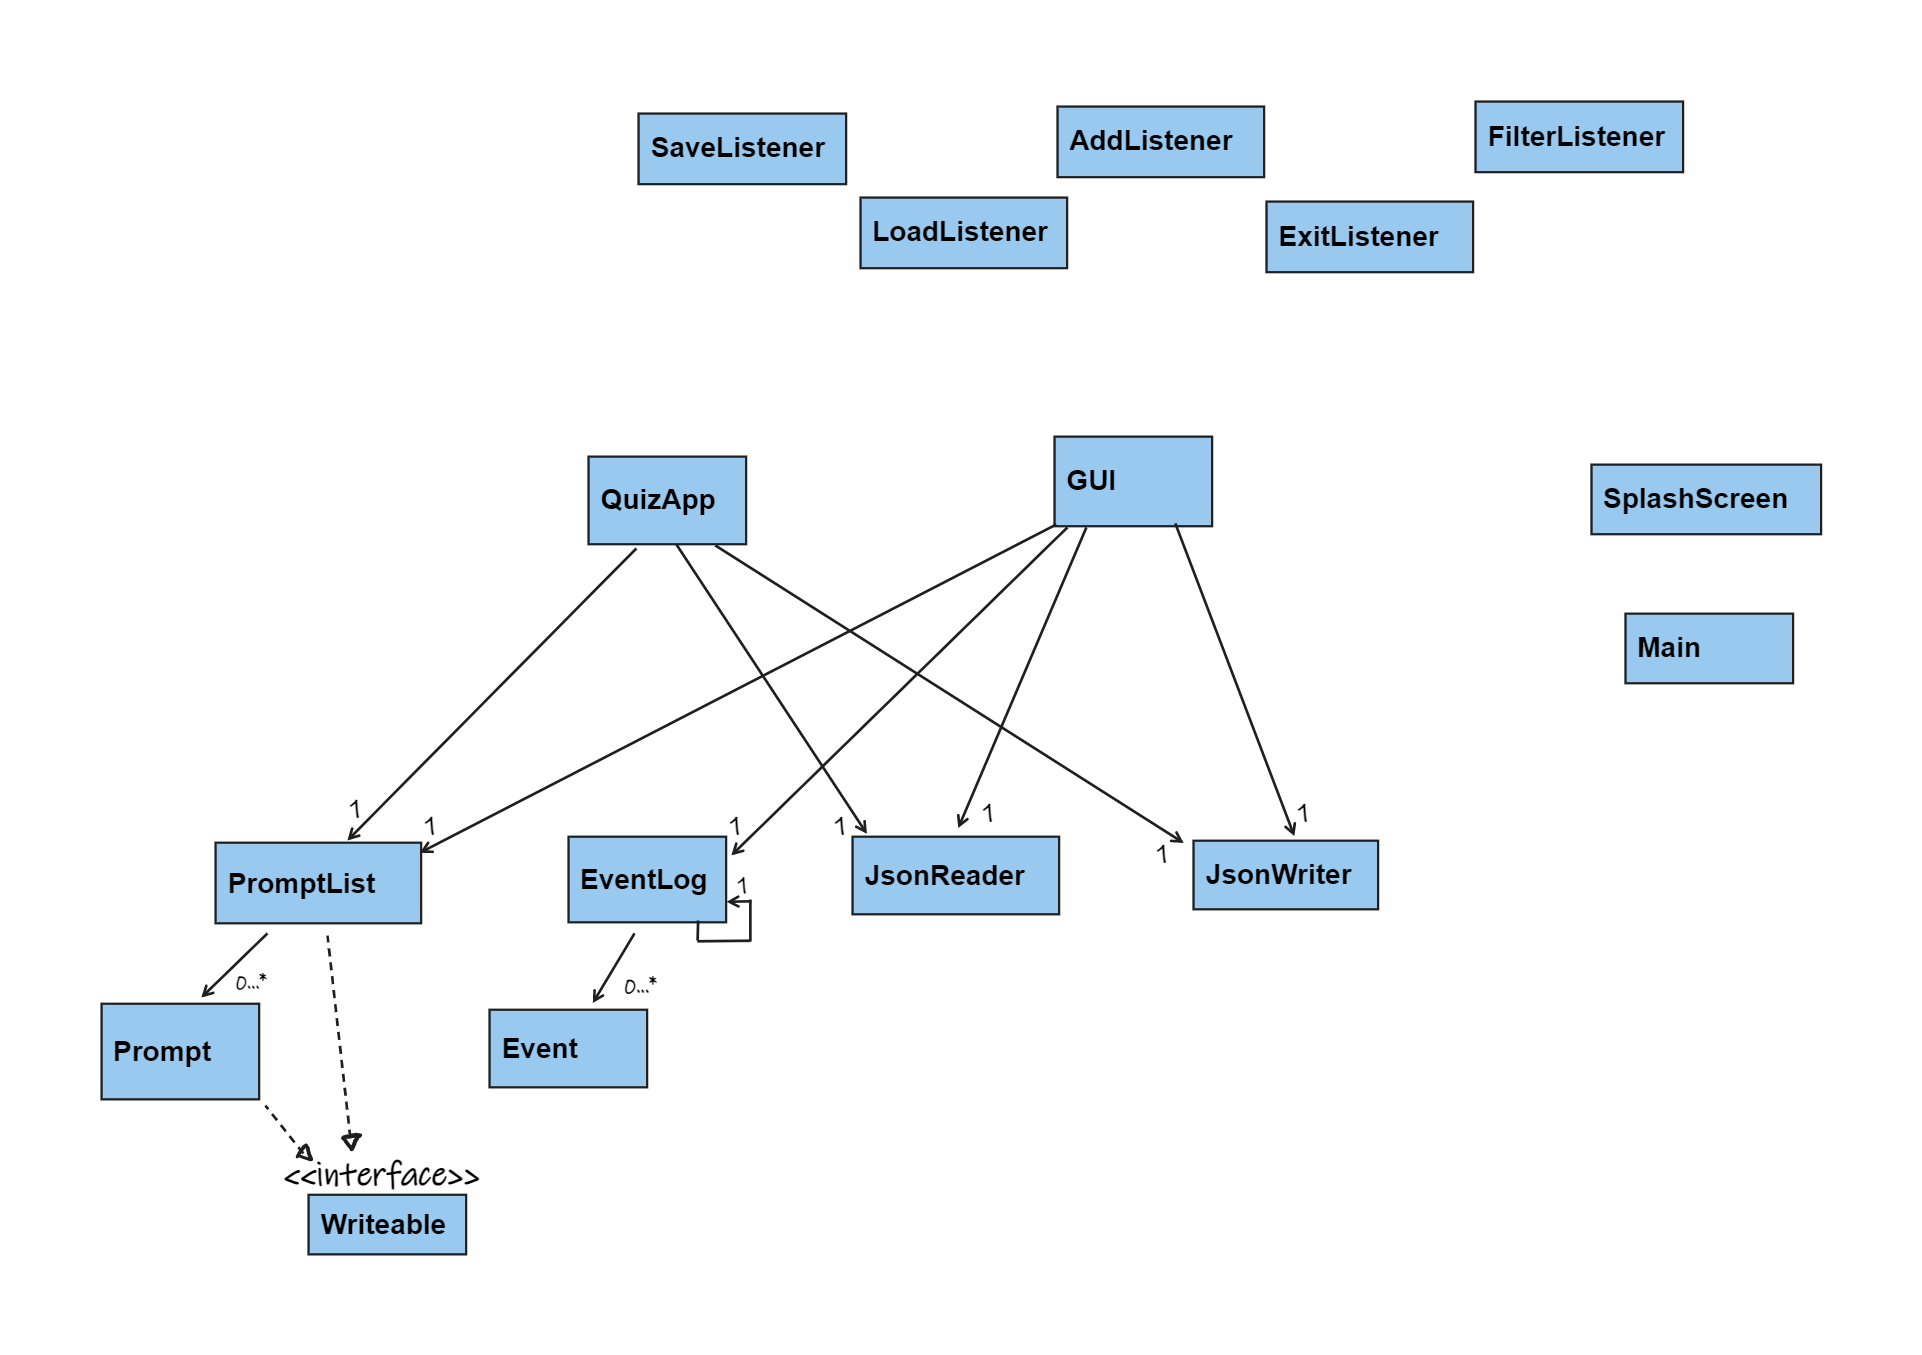 SaveListener
AddListener
FilterListener
LoadListener
ExitListener
QuizApp
GUI
SplashScreen
Main
1
1
1
1
1
1
1
PromptList
EventLog
1
JsonReader
JsonWriter
0...*
0...*
Prompt
Event
<<interface>>
Writeable